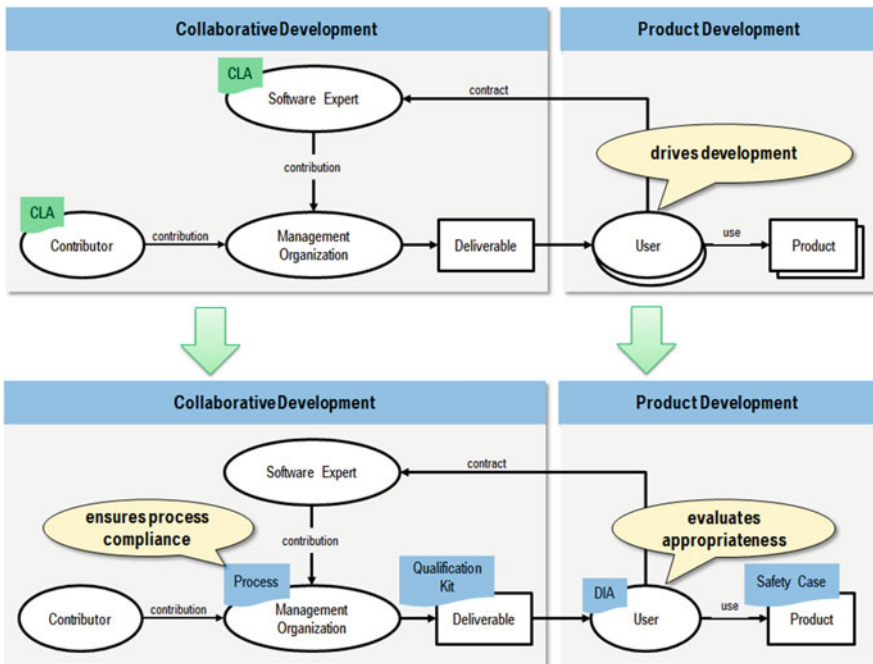 Collaborative Development
Product Development
CLA
Software Expert
contract
drives development
contribution
CLA
Contributor
contribution
Management
Organization
Deliverable
User
use
Product
Collaborative Development
Product Development
Software Expert
contract
ensures process
compliance
evaluates
appropriateness
contribution
Process
Qualification
Kit
DIA
Safety Case
Contributor
contribution
Management
Organization
Deliverable
User
use
Product